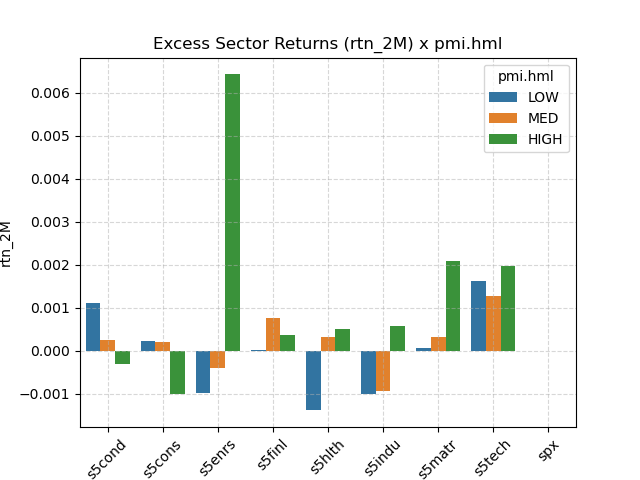 Excess Sector Returns (rtn_2M) x pmi.hml
pmi.hml
LOW
MED
HIGH
0.006
0.005
0.004
0.003
0.002
0.001
0.000
−0.001
rtn_2M
s5cond
s5cons
s5enrs
s5finl
s5hlth
s5indu
s5matr
s5tech
spx